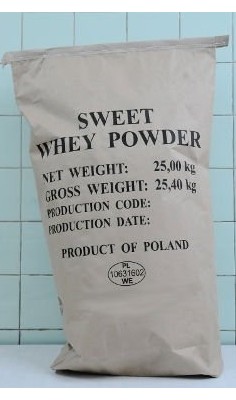 SWEET
WHEY POWDER
NET WEIGHT: 25,00 kg
GROSS WEIGHT: 25,40 kg
PRODUCTION CODE:
PRODUCTION DATE:
PRODUCT OF POLAND
PL
10631602
WE